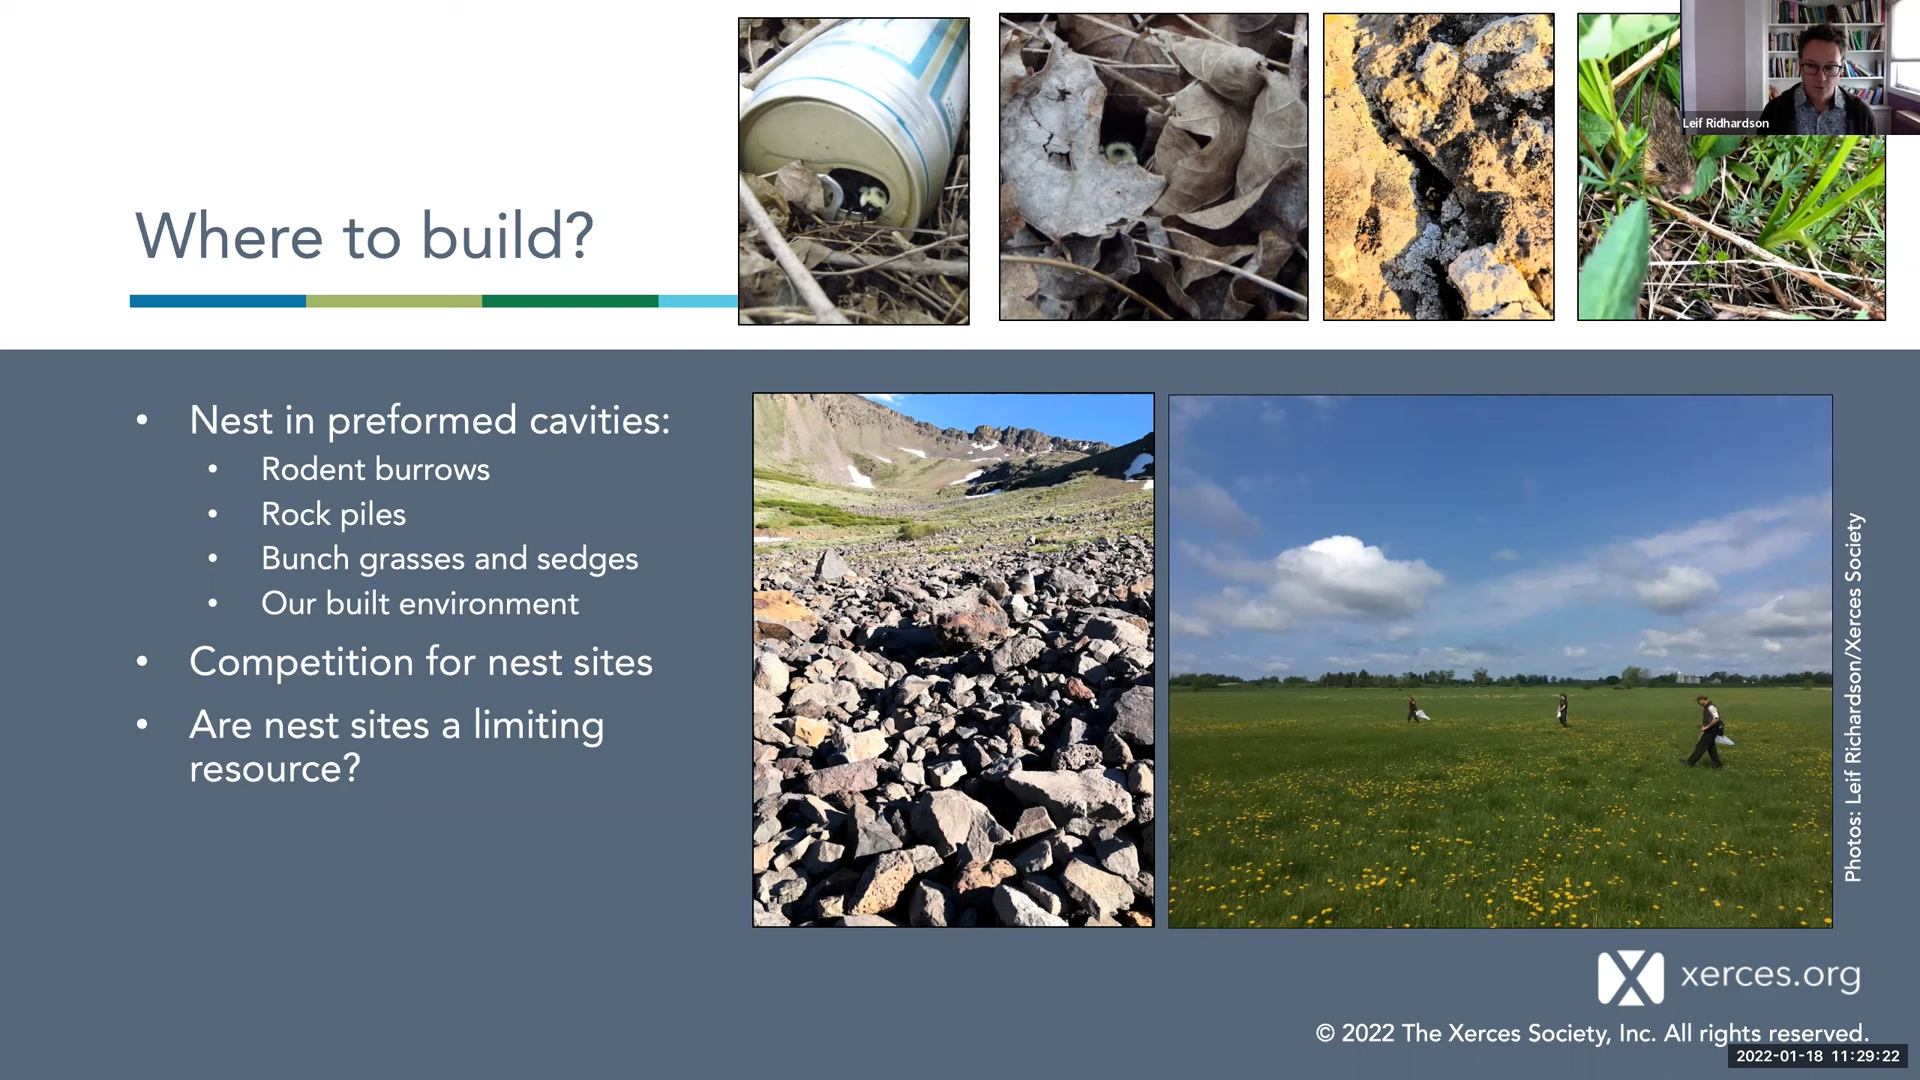 Leif Ridhardson
Where to build?
• Nest in preformed cavities:
• Rodent burrows
• Rock piles
• Bunch grasses and sedges
• Our built environment
• Competition for nest sites
• Are nest sites a limiting
resource?
Photos: Leif Richardson/Xerces Society
xerces.org
© 2022 The Xerces Society, Inc. All rights reserved.
2022-01-18 11:29:22